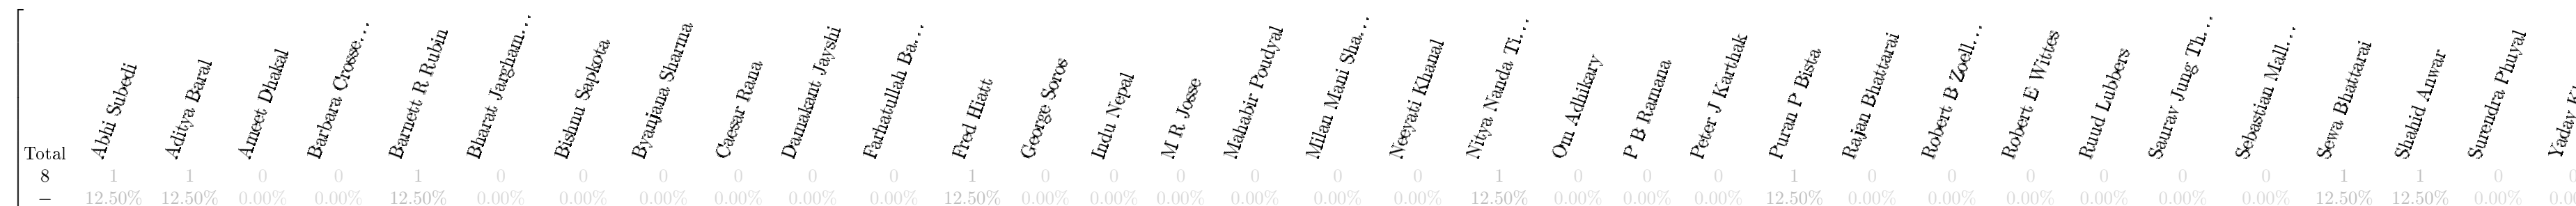 Total Abhi Subedi Aditya Baral Ameet Dhakal Barbara Crosse... Barnett R Rubin Bharat Jargham... Bishnu Sapkota Byanjana Sharma Caesar Rana Damakant Jayshi Farhatullah Ba... Fred Hiatt George Soros Indu Nepal M R Josse Mahabir Poudyal Milan Mani Sha... Neeyati Khanal Nitya Nanda Ti... Om Adhikary P B Ramana Peter J Karthak Puran P Bista Rajan Bhattarai Robert B Zoell... Robert E Wittes Ruud Lubbers Saurav Jung Th... Sebastian Mall... Sewa Bhattarai Shahid Anwar Surendra Phuyal Yadav
8 1 1 0 0 1 0 0 0 0 0 0 1 0 0 0 0 0 0 1 0 0 0 1 0 0 0 0 0 0 1 1 0
– 12.50% 12.50% 0.00% 0.00% 12.50% 0.00% 0.00% 0.00% 0.00% 0.00% 0.00% 12.50% 0.00% 0.00% 0.00% 0.00% 0.00% 0.00% 12.50% 0.00% 0.00% 0.00% 12.50% 0.00% 0.00% 0.00% 0.00% 0.00% 0.00% 12.50% 12.50% 0.00%